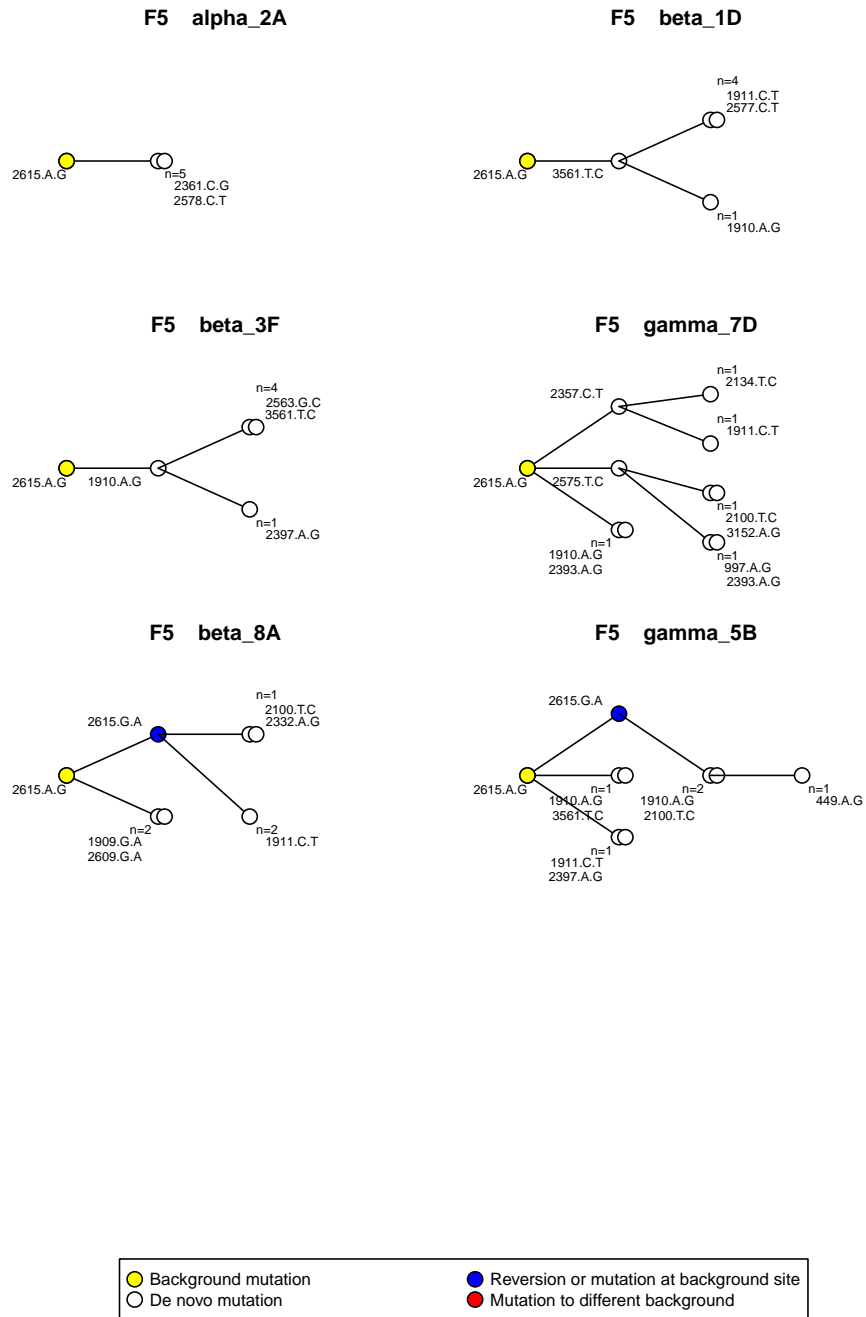 F5 alpha_2A
2615.A.G
n=5
2361.C.G
2578.C.T
F5 beta_1D
2615.A.G
3561.T.C
n=4
1911.C.T
2577.C.T
n=1
1910.A.G
F5 beta_3F
2615.A.G
1910.A.G
n=4
2563.G.C
3561.T.C
n=1
2397.A.G
F5 gamma_7D
2615.A.G
2357.C.T
n=1
2134.T.C
n=1
1911.C.T
2575.T.C
n=1
2100.T.C
3152.A.G
n=1
997.A.G
2393.A.G
n=1
1910.A.G
2393.A.G
F5 beta_8A
2615.A.G
2615.G.A
n=1
2100.T.C
2332.A.G
n=2
1911.C.T
n=2
1909.G.A
2609.G.A
F5 gamma_5B
2615.A.G
2615.G.A
n=1
1910.A.G
3561.T.C
n=2
1910.A.G
2100.T.C
n=1
449.A.G
n=1
1911.C.T
2397.A.G
Background mutation
De novo mutation
Reversion or mutation at background site
Mutation to different background